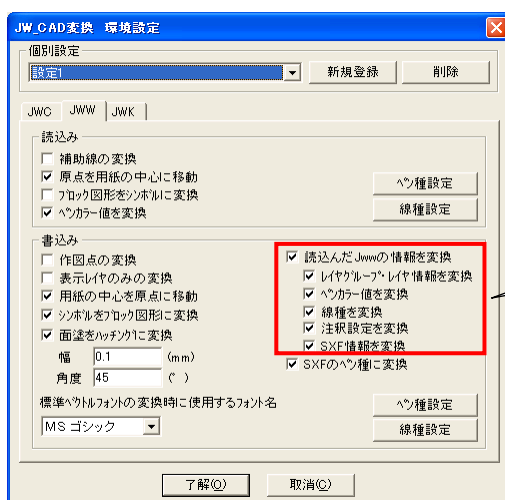 JW_CAD変換 環境設定
個別設定
設定1
新規登録
削除
JWC
JWW
JWK
読込み
補助線の変換
原点を用紙の中心に移動
ブロック図形をシンボルに変換
ペンカラー値を変換
ペン種設定
線種設定
書込み
作図点の変換
表示レイヤのみの変換
用紙の中心を原点に移動
シンボルをブロック図形に変換
面塗をハッチングに変換
幅 0.1 (mm)
角度 45 (°)
標準ベクトルフォントの変換時に使用するフォント名
MS ゴシック
読込んだJwwの情報を変換
レイヤグループ・レイヤ情報を変換
ペンカラー値を変換
線種を変換
注釈設定を変換
SXF情報を変換
SXFのペン種に変換
ペン種設定
線種設定
了解(O)
取消(C)